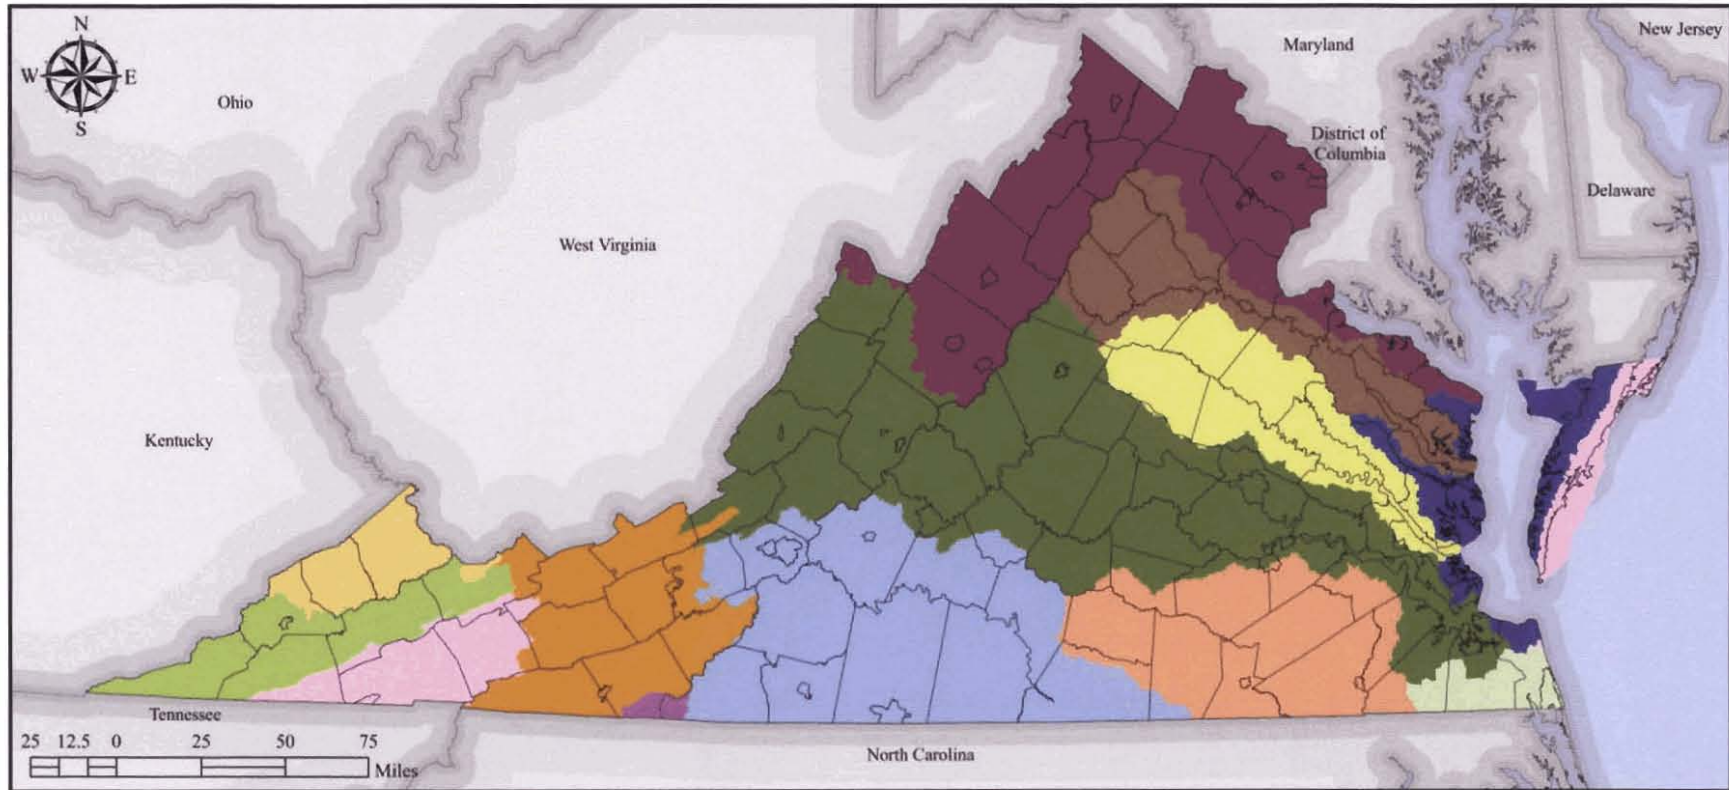 N
W E
S
Ohio
Maryland
New Jersey
District of
Columbia
Delaware
West Virginia
Kentucky
Tennessee
North Carolina
25 12.5 0 25 50 75
Miles